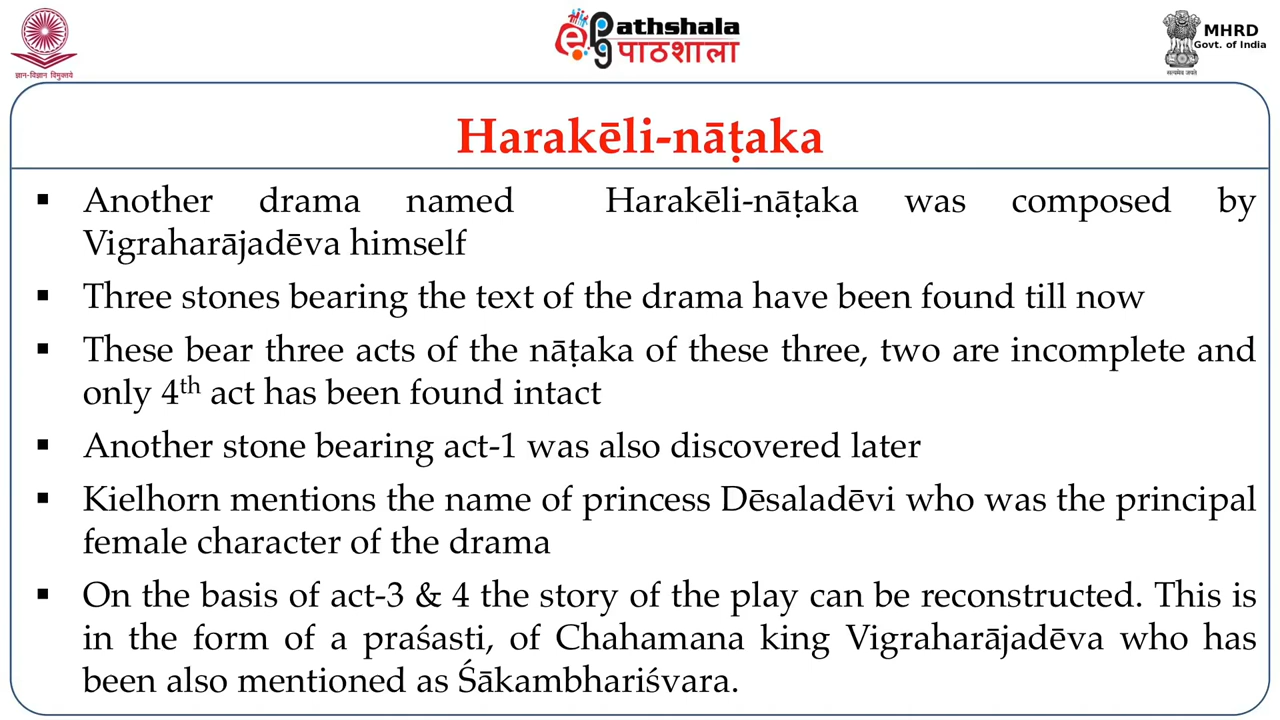 ज्ञान-विज्ञान विमुक्तये
ePg Pathshala
पाठशाला
MHRD
Govt. of India
सत्यमेव जयते
Harakēli-nāṭaka
▪ Another drama named Harakēli-nāṭaka was composed by
Vigraharājadēva himself
▪ Three stones bearing the text of the drama have been found till now
▪ These bear three acts of the nāṭaka of these three, two are incomplete and
only 4th act has been found intact
▪ Another stone bearing act-1 was also discovered later
▪ Kielhorn mentions the name of princess Dēsaladēvi who was the principal
female character of the drama
▪ On the basis of act-3 & 4 the story of the play can be reconstructed. This is
in the form of a praśasti, of Chahamana king Vigraharājadēva who has
been also mentioned as Śākambhariśvara.